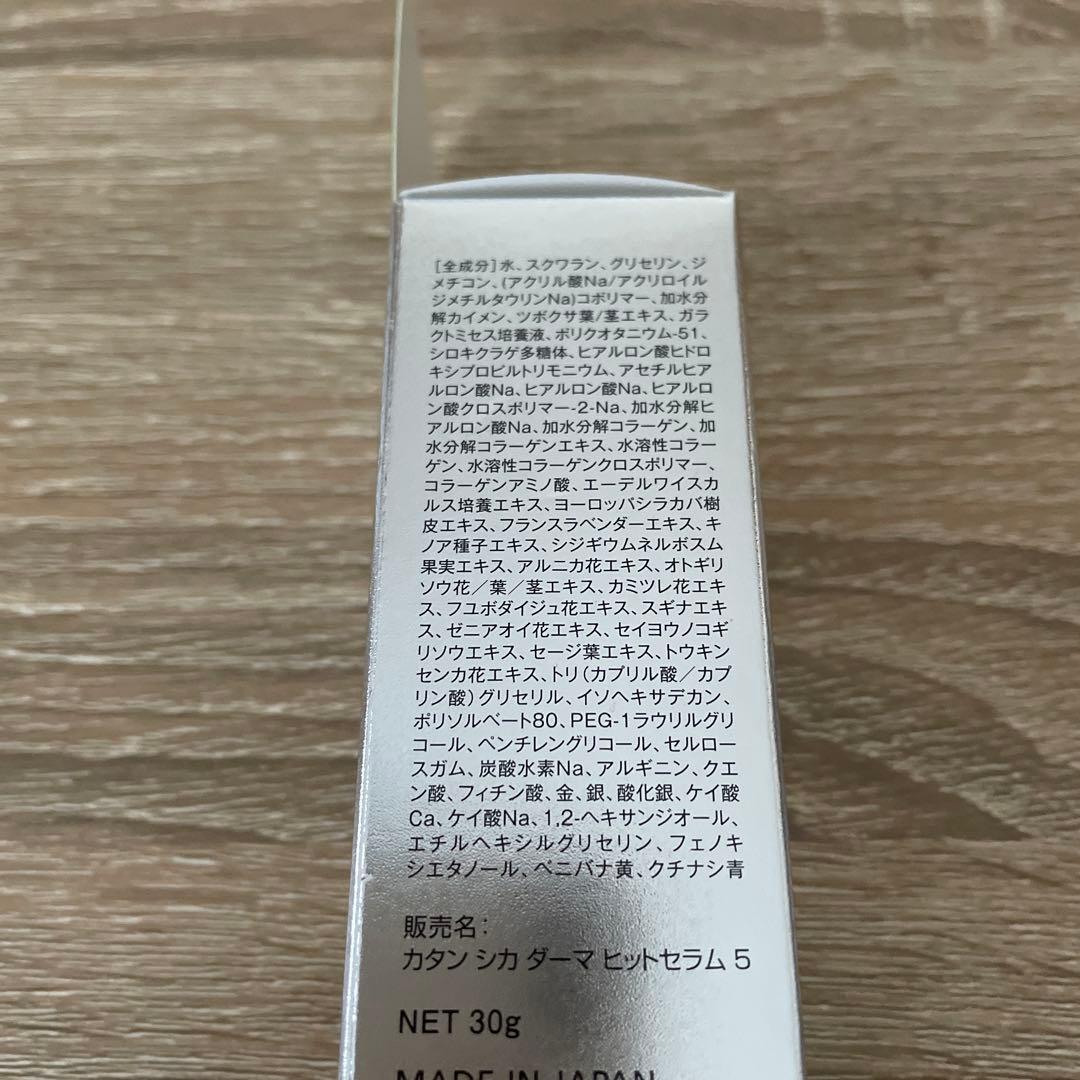 [全成分]水、スクワラン、グリセリン、ジ
メチコン、(アクリル酸Na/アクリロイル
ジメチルタウリンNa)コポリマー、加水分
解カイメン、ツボクサ葉/茎エキス、ガラ
クトミセス培養液、ポリクオタニウム-51、
シロキクラゲ多糖体、ヒアルロン酸ヒドロ
キシプロピルトリモニウム、アセチルヒア
ルロン酸Na、ヒアルロン酸Na、ヒアルロ
ン酸クロスポリマー-2-Na、加水分解ヒ
アルロン酸Na、加水分解コラーゲン、加
水分解コラーゲンエキス、水溶性コラー
ゲン、水溶性コラーゲンクロスポリマー、
コラーゲンアミノ酸、エーデルワイスカ
ルス培養エキス、ヨーロッパシラカバ樹
皮エキス、フランスラベンダーエキス、キ
ノア種子エキス、シジギウムネルボスム
果実エキス、アルニカ花エキス、オトギリ
ソウ花／葉／茎エキス、カミツレ花エキ
ス、フユボダイジュ花エキス、スギナエキ
ス、ゼニアオイ花エキス、セイヨウノコギ
リソウエキス、セージ葉エキス、トウキン
センカ花エキス、トリ(カプリル酸／カプ
リン酸)グリセリル、イソヘキサデカン、
ポリソルベート80、PEG-1ラウリルグリ
コール、ペンチレングリコール、セルロー
スガム、炭酸水素Na、アルギニン、クエ
ン酸、フィチン酸、金、銀、酸化銀、ケイ酸
Ca、ケイ酸Na、1,2-ヘキサンジオール、
エチルヘキシルグリセリン、フェノキ
シエタノール、ベニバナ黄、クチナシ青
販売名：
カタン シカ ダーマ ヒットセラム 5
NET 30g
MADE IN JAPAN